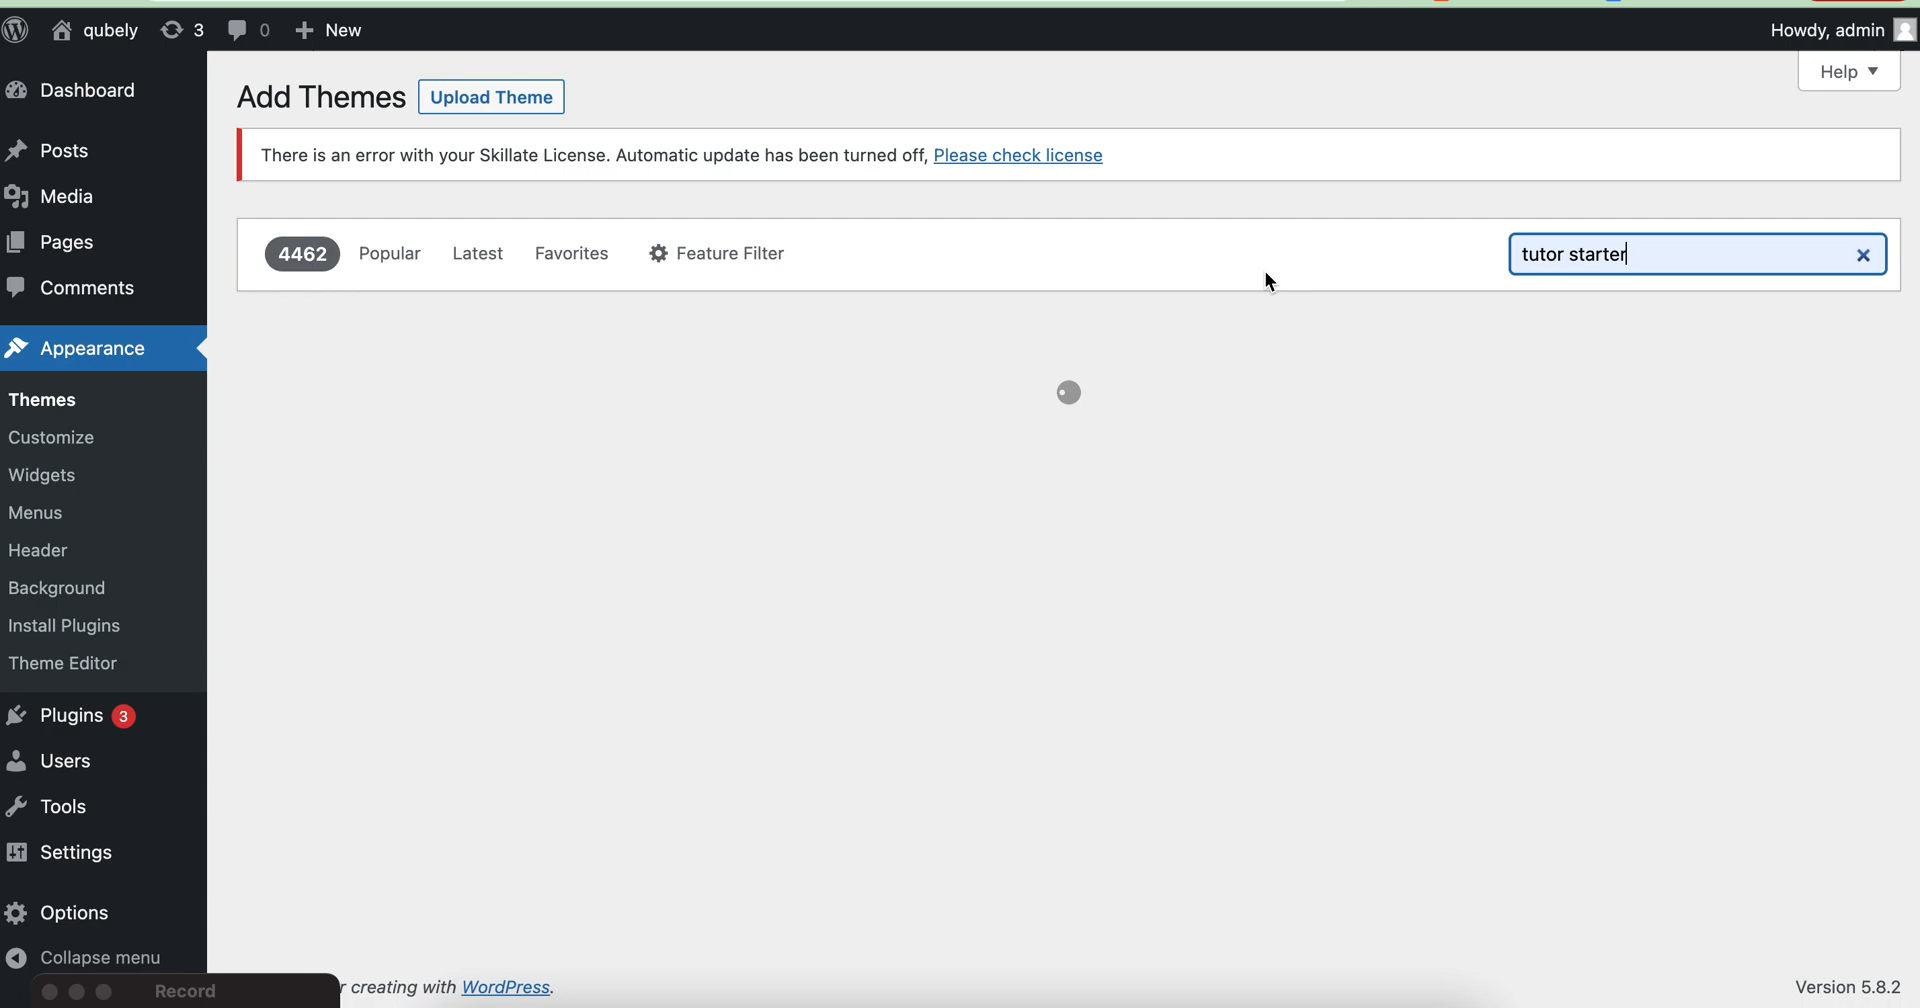 qubely 3 0 New Howdy, admin
Help
Dashboard
Posts
Media
Pages
Comments
Appearance
Themes
Customize
Widgets
Menus
Header
Background
Install Plugins
Theme Editor
Plugins 3
Users
Tools
Settings
Options
Collapse menu
Record
Add Themes Upload Theme
There is an error with your Skillate License. Automatic update has been turned off, Please check license
4462 Popular Latest Favorites Feature Filter tutor starter
r creating with WordPress.
Version 5.8.2